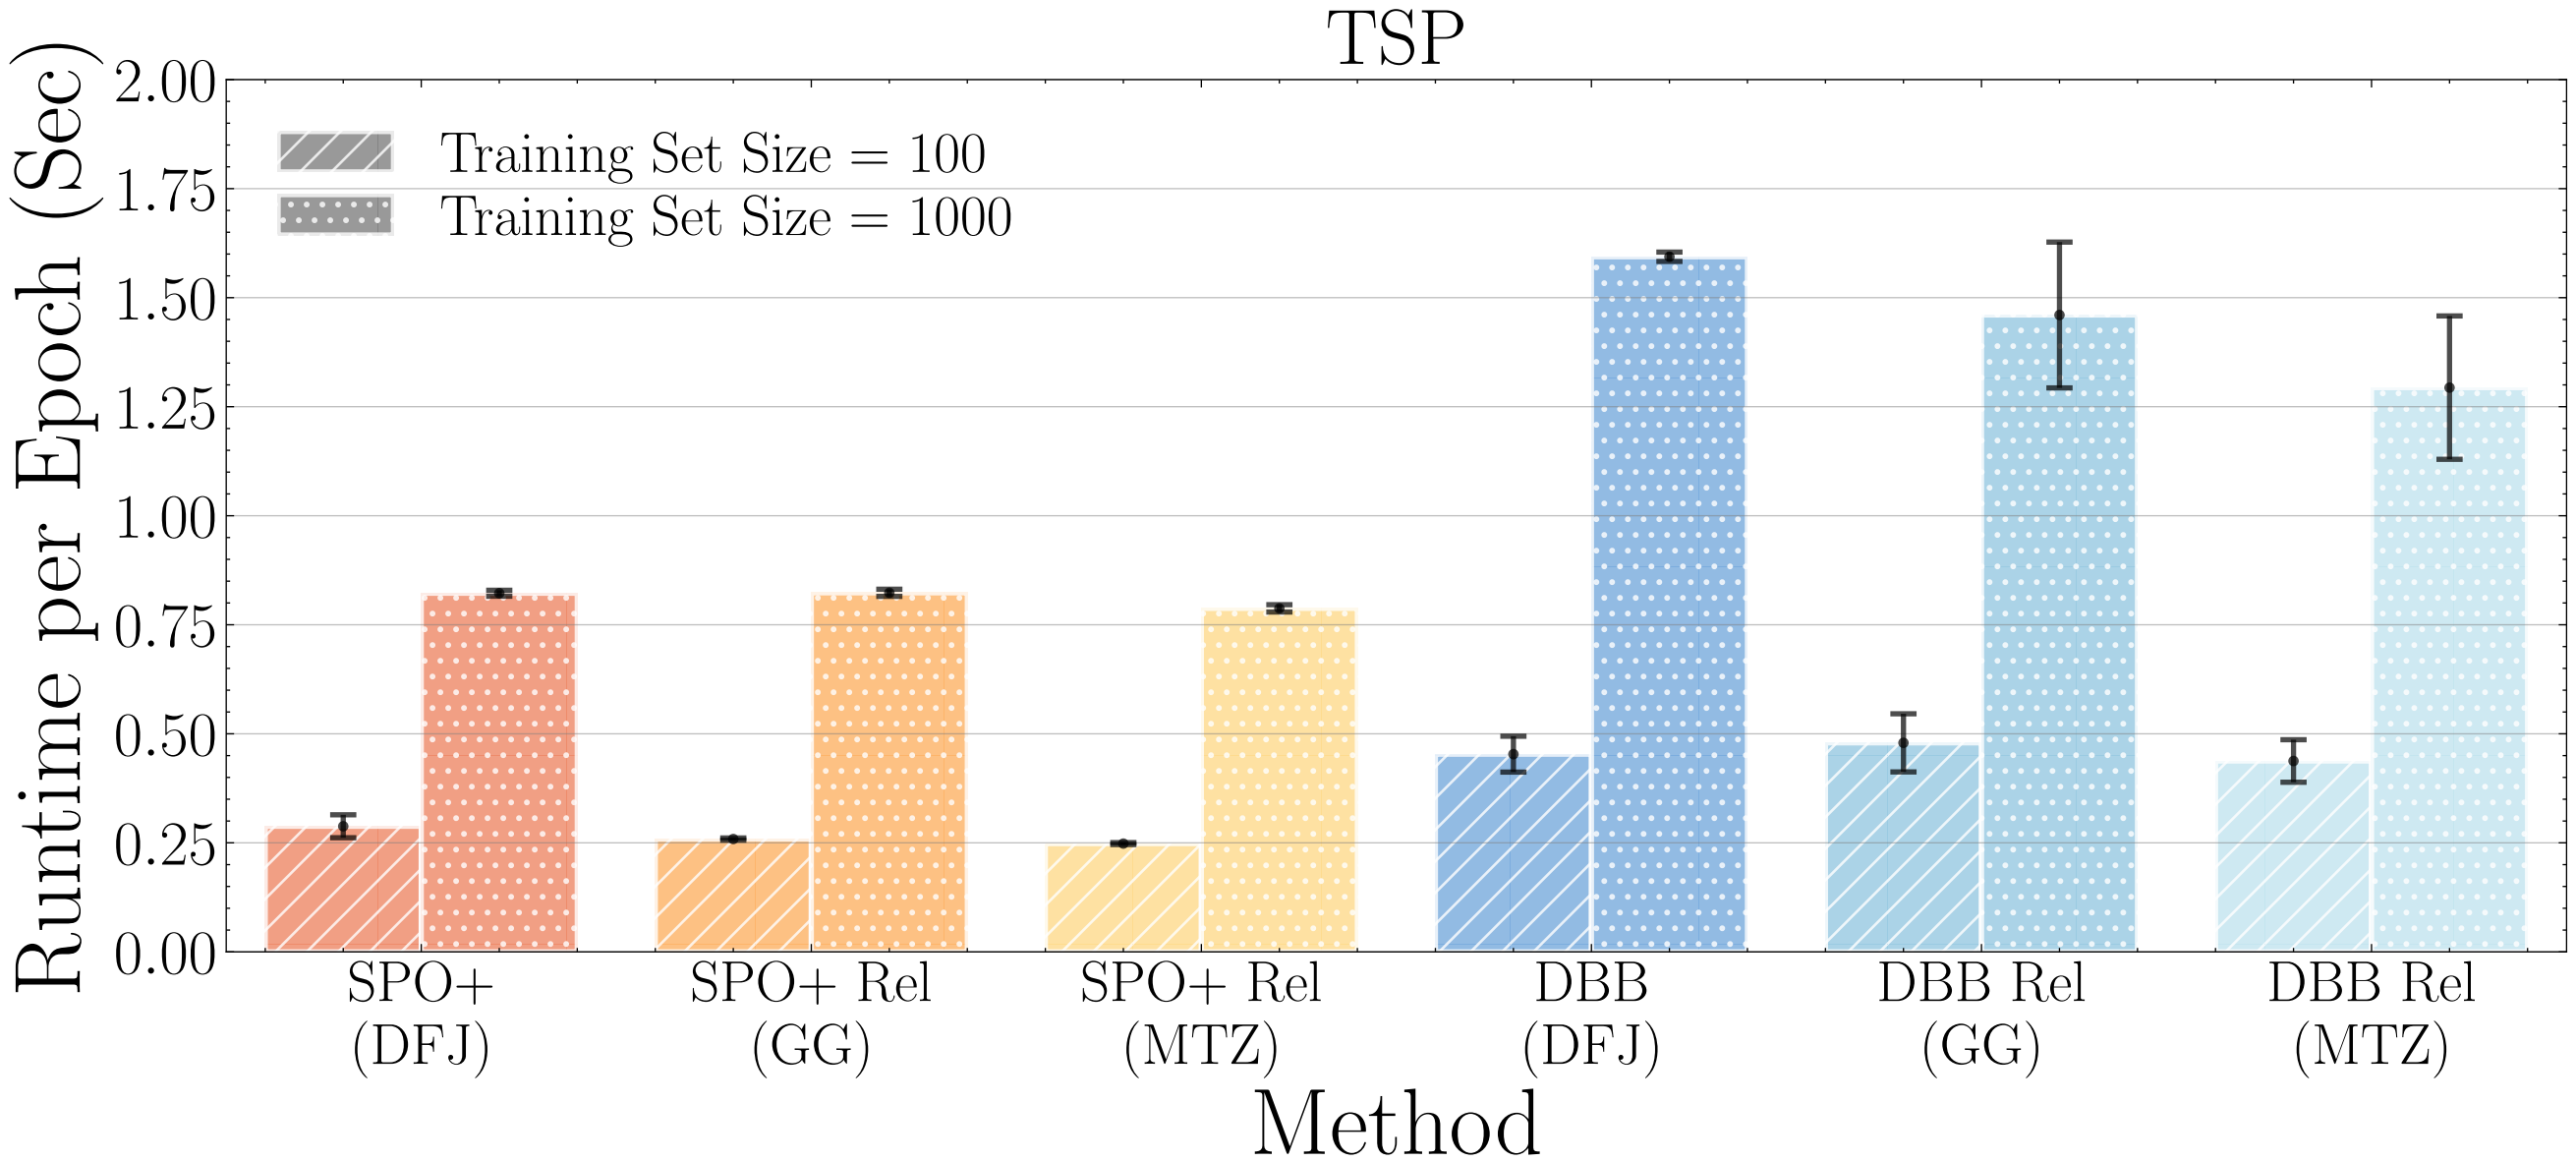 TSP
Runtime per Epoch (Sec)
2.00
1.75
1.50
1.25
1.00
0.75
0.50
0.25
0.00
Training Set Size = 100
Training Set Size = 1000
SPO+
(DFJ)
SPO+ Rel
(GG)
SPO+ Rel
(MTZ)
DBB
(DFJ)
DBB Rel
(GG)
DBB Rel
(MTZ)
Method